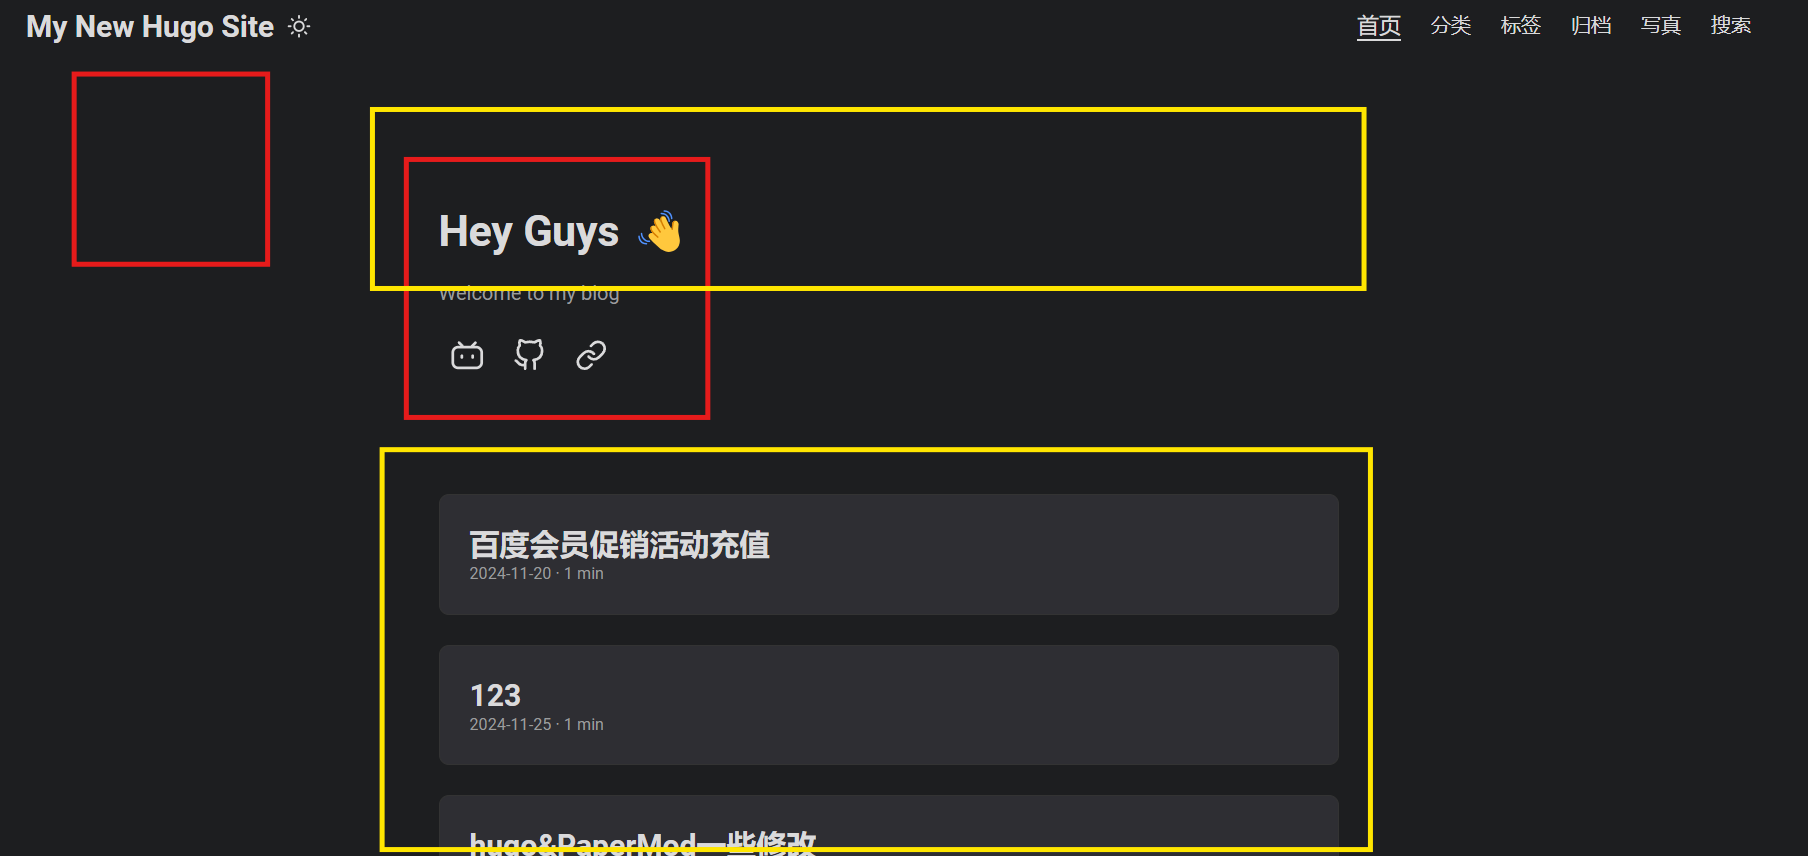 My New Hugo Site
首页 分类 标签 归档 写真 搜索
Hey Guys 👋
Welcome to my blog
百度会员促销活动充值
2024-11-20 · 1 min
123
2024-11-25 · 1 min
hugo&PaperMod一些修改